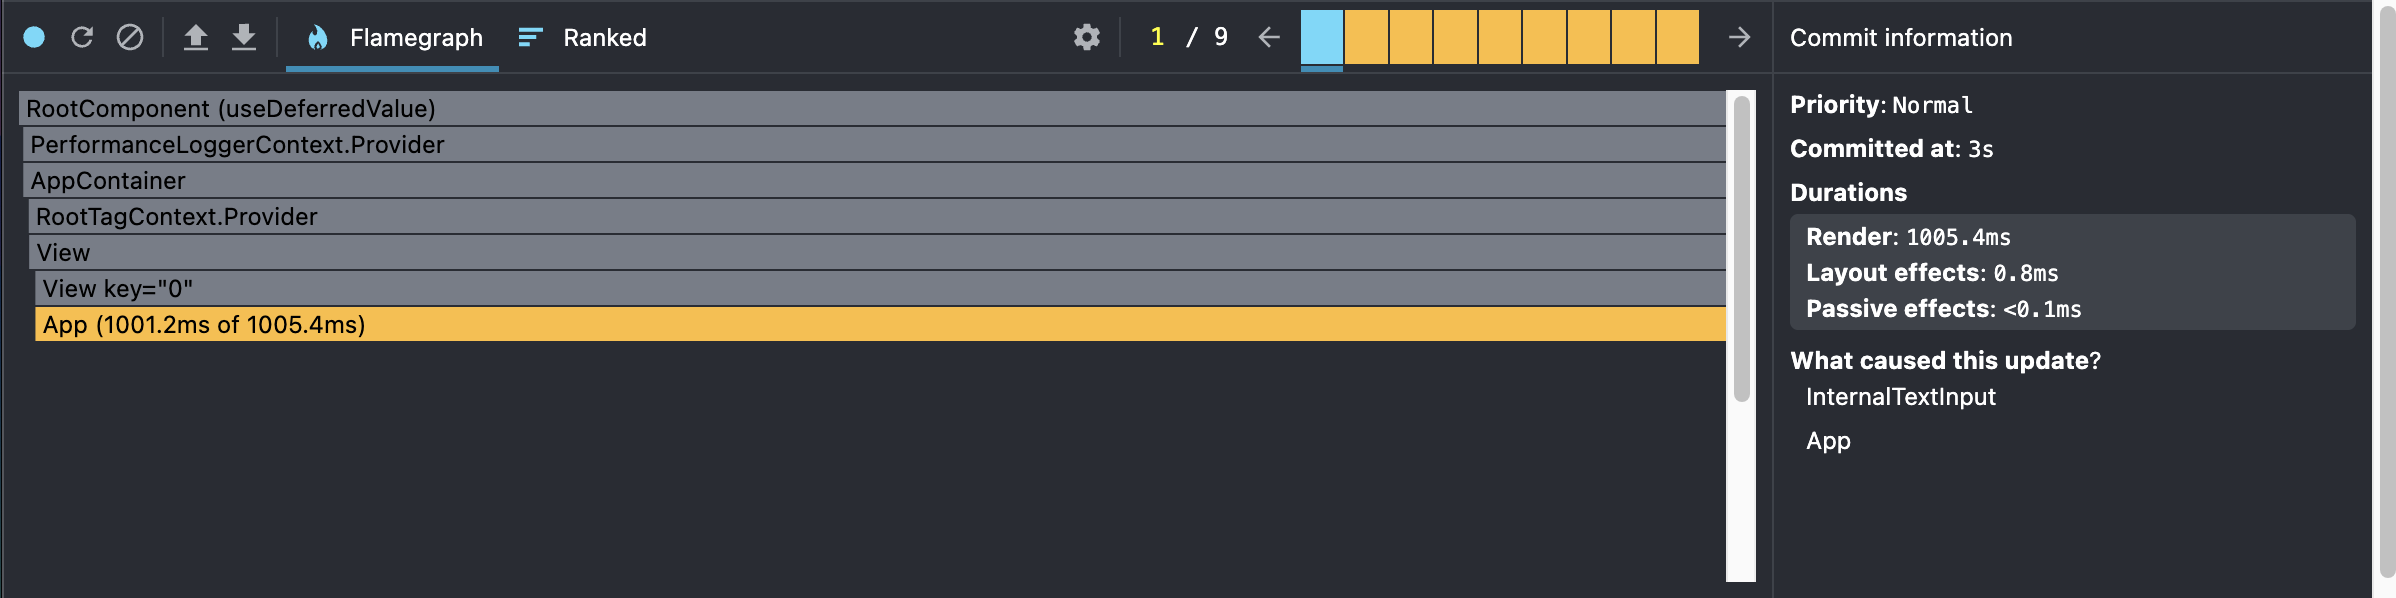 Flamegraph Ranked 1 / 9 Commit information
RootComponent (useDeferredValue)
PerformanceLoggerContext.Provider
AppContainer
RootTagContext.Provider
View
View key="0"
App (1001.2ms of 1005.4ms)
Priority: Normal
Committed at: 3s
Durations
Render: 1005.4ms
Layout effects: 0.8ms
Passive effects: <0.1ms
What caused this update?
InternalTextInput
App